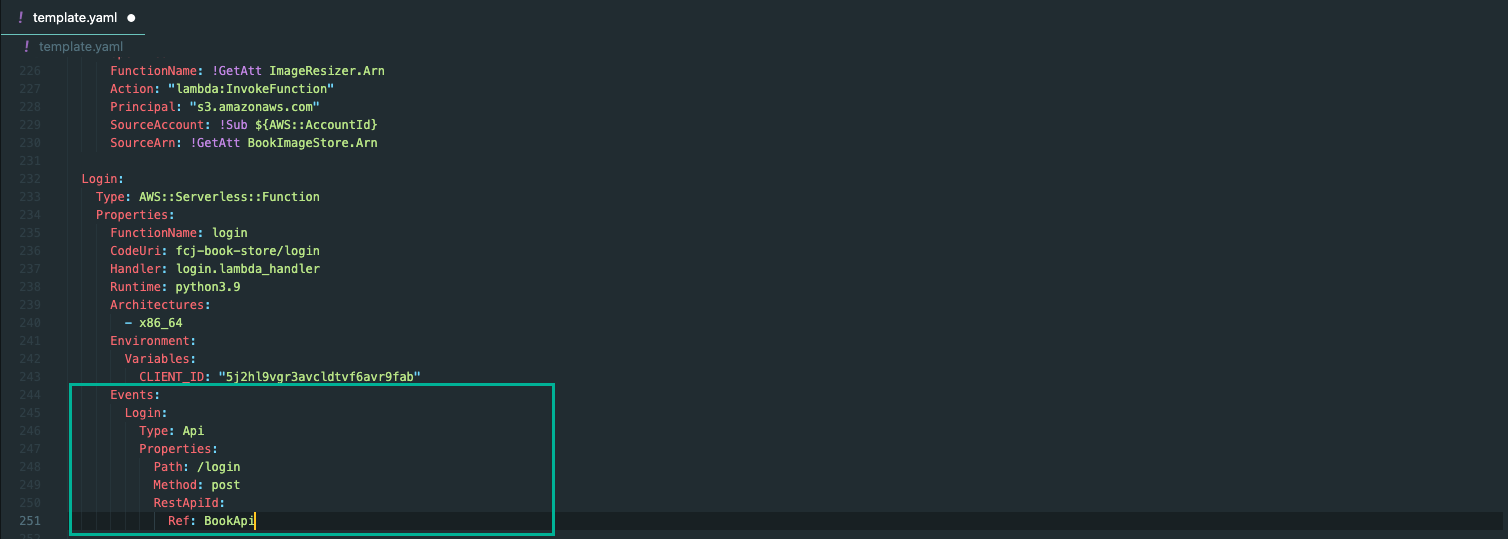 ! template.yaml ●
! template.yaml
226 FunctionName: !GetAtt ImageResizer.Arn
227 Action: "lambda:InvokeFunction"
228 Principal: "s3.amazonaws.com"
229 SourceAccount: !Sub ${AWS::AccountId}
230 SourceArn: !GetAtt BookImageStore.Arn
231
232 Login:
233 Type: AWS::Serverless::Function
234 Properties:
235 FunctionName: login
236 CodeUri: fcj-book-store/login
237 Handler: login.lambda_handler
238 Runtime: python3.9
239 Architectures:
240 - x86_64
241 Environment:
242 Variables:
243 CLIENT_ID: "5j2hl9vgr3avcldtvf6avr9fab"
244 Events:
245 Login:
246 Type: Api
247 Properties:
248 Path: /login
249 Method: post
250 RestApiId:
251 Ref: BookApi